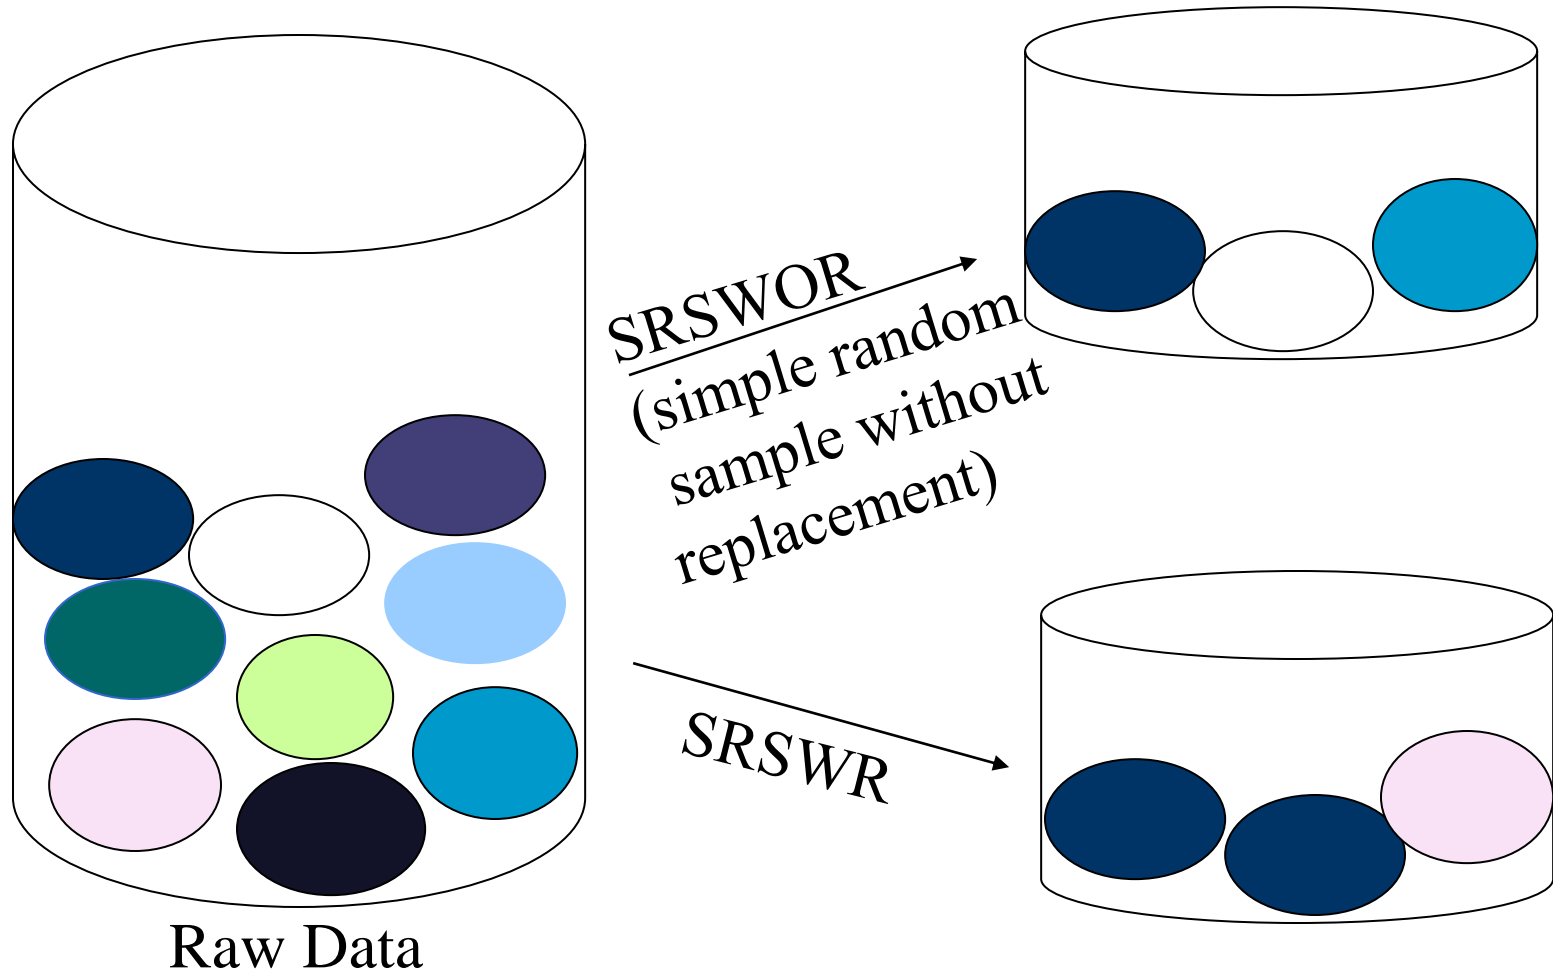 SRSWOR
(simple random
sample without
replacement)
SRSWR
Raw Data